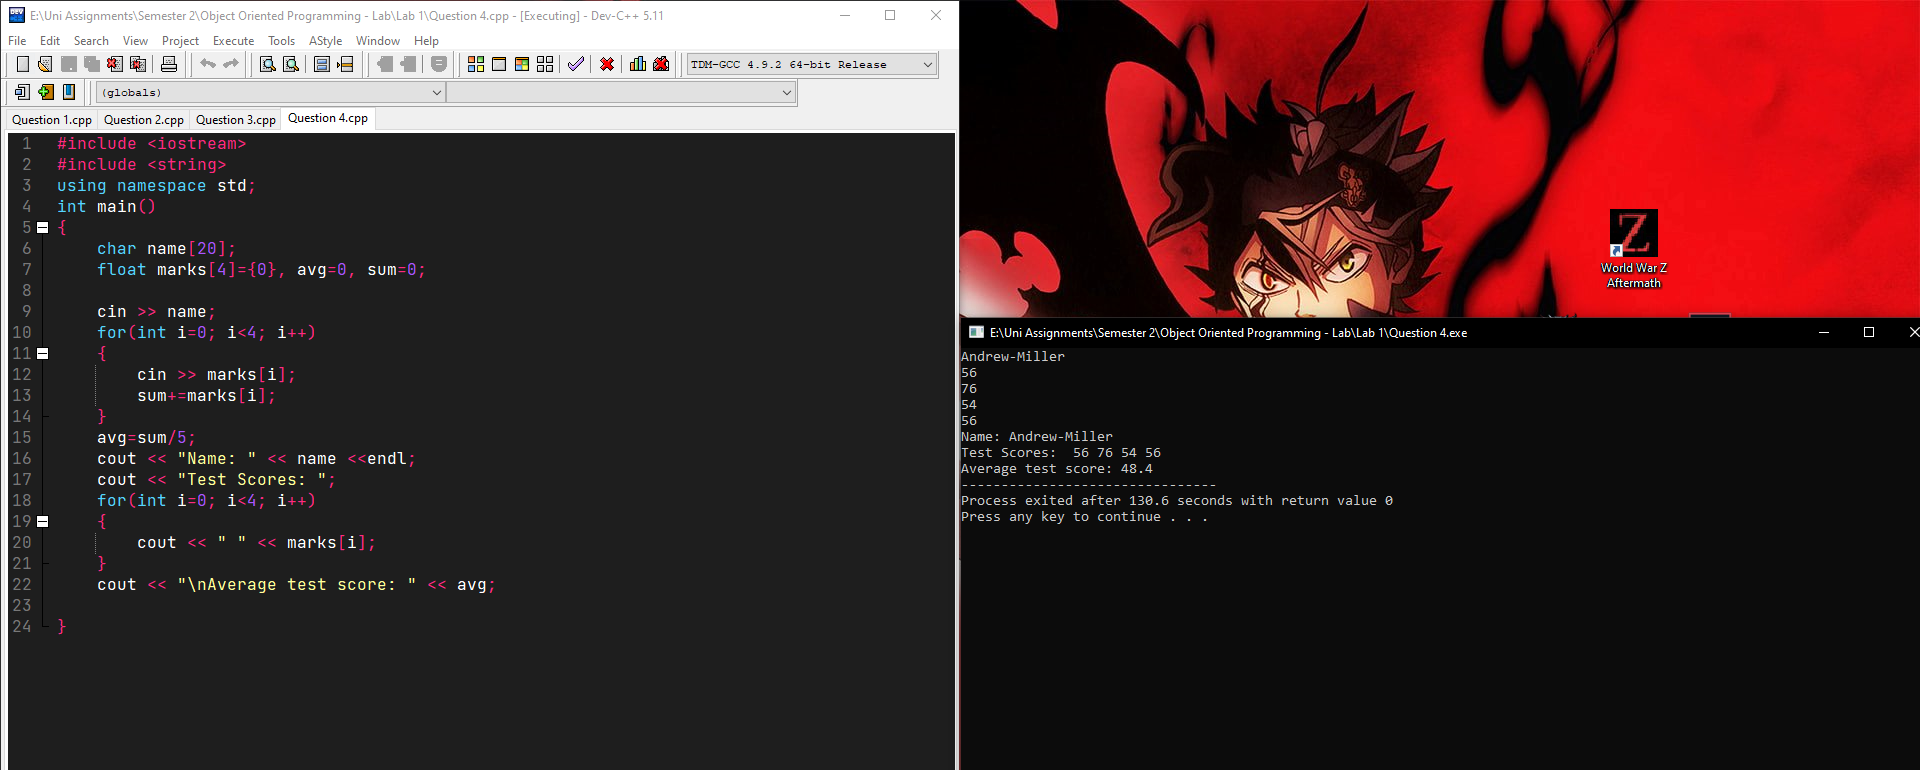 E:\Uni Assignments\Semester 2\Object Oriented Programming - Lab\Lab 1\Question 4.cpp - [Executing] - Dev-C++ 5.11
File Edit Search View Project Execute Tools AStyle Window Help
TDM-GCC 4.9.2 64-bit Release
(globals)
Question 1.cpp Question 2.cpp Question 3.cpp Question 4.cpp
1 #include <iostream>
2 #include <string>
3 using namespace std;
4 int main()
5 {
6 char name[20];
7 float marks[4]={0}, avg=0, sum=0;
8
9 cin >> name;
10 for(int i=0; i<4; i++)
11 {
12 cin >> marks[i];
13 sum+=marks[i];
14 }
15 avg=sum/5;
16 cout << "Name: " << name <<endl;
17 cout << "Test Scores: ";
18 for(int i=0; i<4; i++)
19 {
20 cout << " " << marks[i];
21 }
22 cout << "\nAverage test score: " << avg;
23
24 }
Z
World War Z
Aftermath
E:\Uni Assignments\Semester 2\Object Oriented Programming - Lab\Lab 1\Question 4.exe
Andrew-Miller
56
76
54
56
Name: Andrew-Miller
Test Scores:  56 76 54 56
Average test score: 48.4
--------------------------------
Process exited after 130.6 seconds with return value 0
Press any key to continue . . .